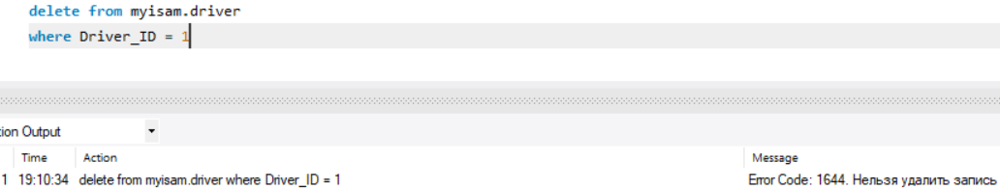 delete from myisam.driver
where Driver_ID = 1
tion Output
Time Action Message
1 19:10:34 delete from myisam.driver where Driver_ID = 1 Error Code: 1644. Нельзя удалить запись